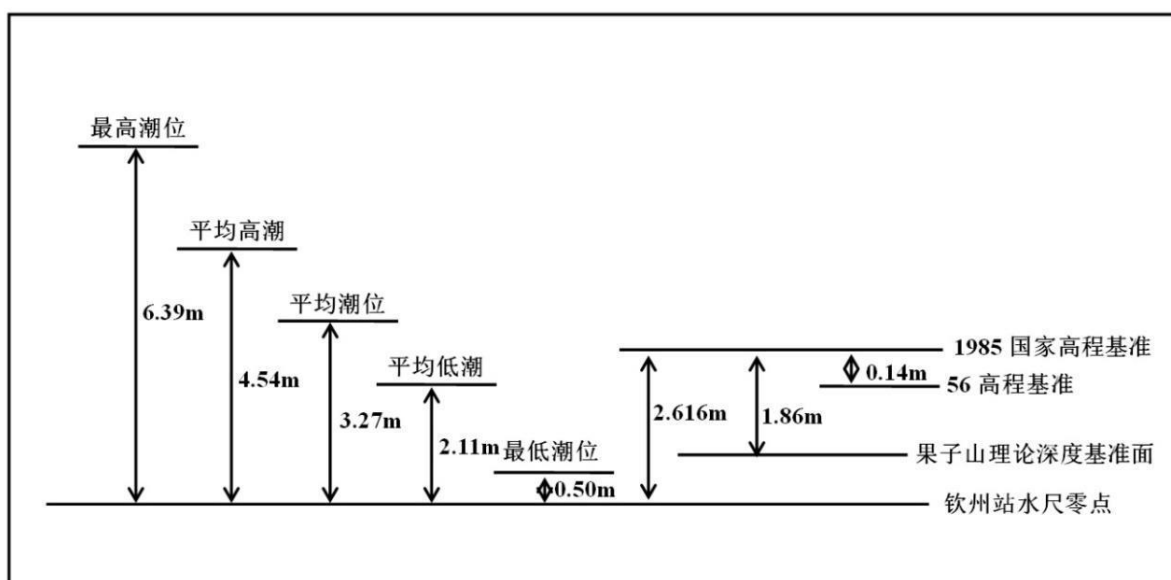 最高潮位
平均高潮
平均潮位
6.39m
1985 国家高程基准
平均低潮
0.14m
56 高程基准
4.54m
2.616m
1.86m
3.27m
2.11m
最低潮位
果子山理论深度基准面
0.50m
钦州站水尺零点